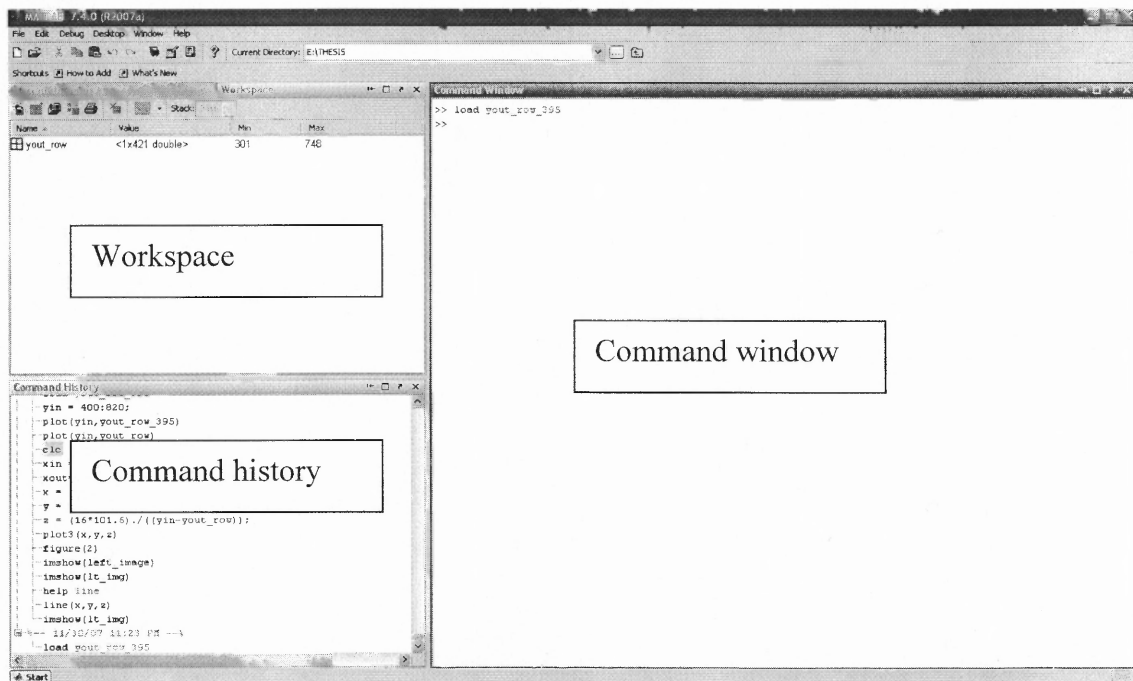 MATLAB 7.4.0 (R2007a)
File Edit Debug Desktop Window Help
Current Directory: E:\THESIS
Shortcuts How to Add What's New
Workspace
Stack:
Name Value Min Max
yout_row <1x421 double> 301 748
Workspace
Command History
yin = 400:820;
plot(yin,yout_row_395)
plot(yin,yout_row)
clc
xin
xout
x =
y =
z = (16*101.6)./((yin-yout_row));
plot3(x,y,z)
figure(2)
imshow(left_image)
imshow(lt_img)
help line
line(x,y,z)
imshow(lt_img)
%-- 11/30/07 11:23 PM --%
load yout_row_395
Command history
Start
Command Window
>> load yout_row_395
>>
Command window